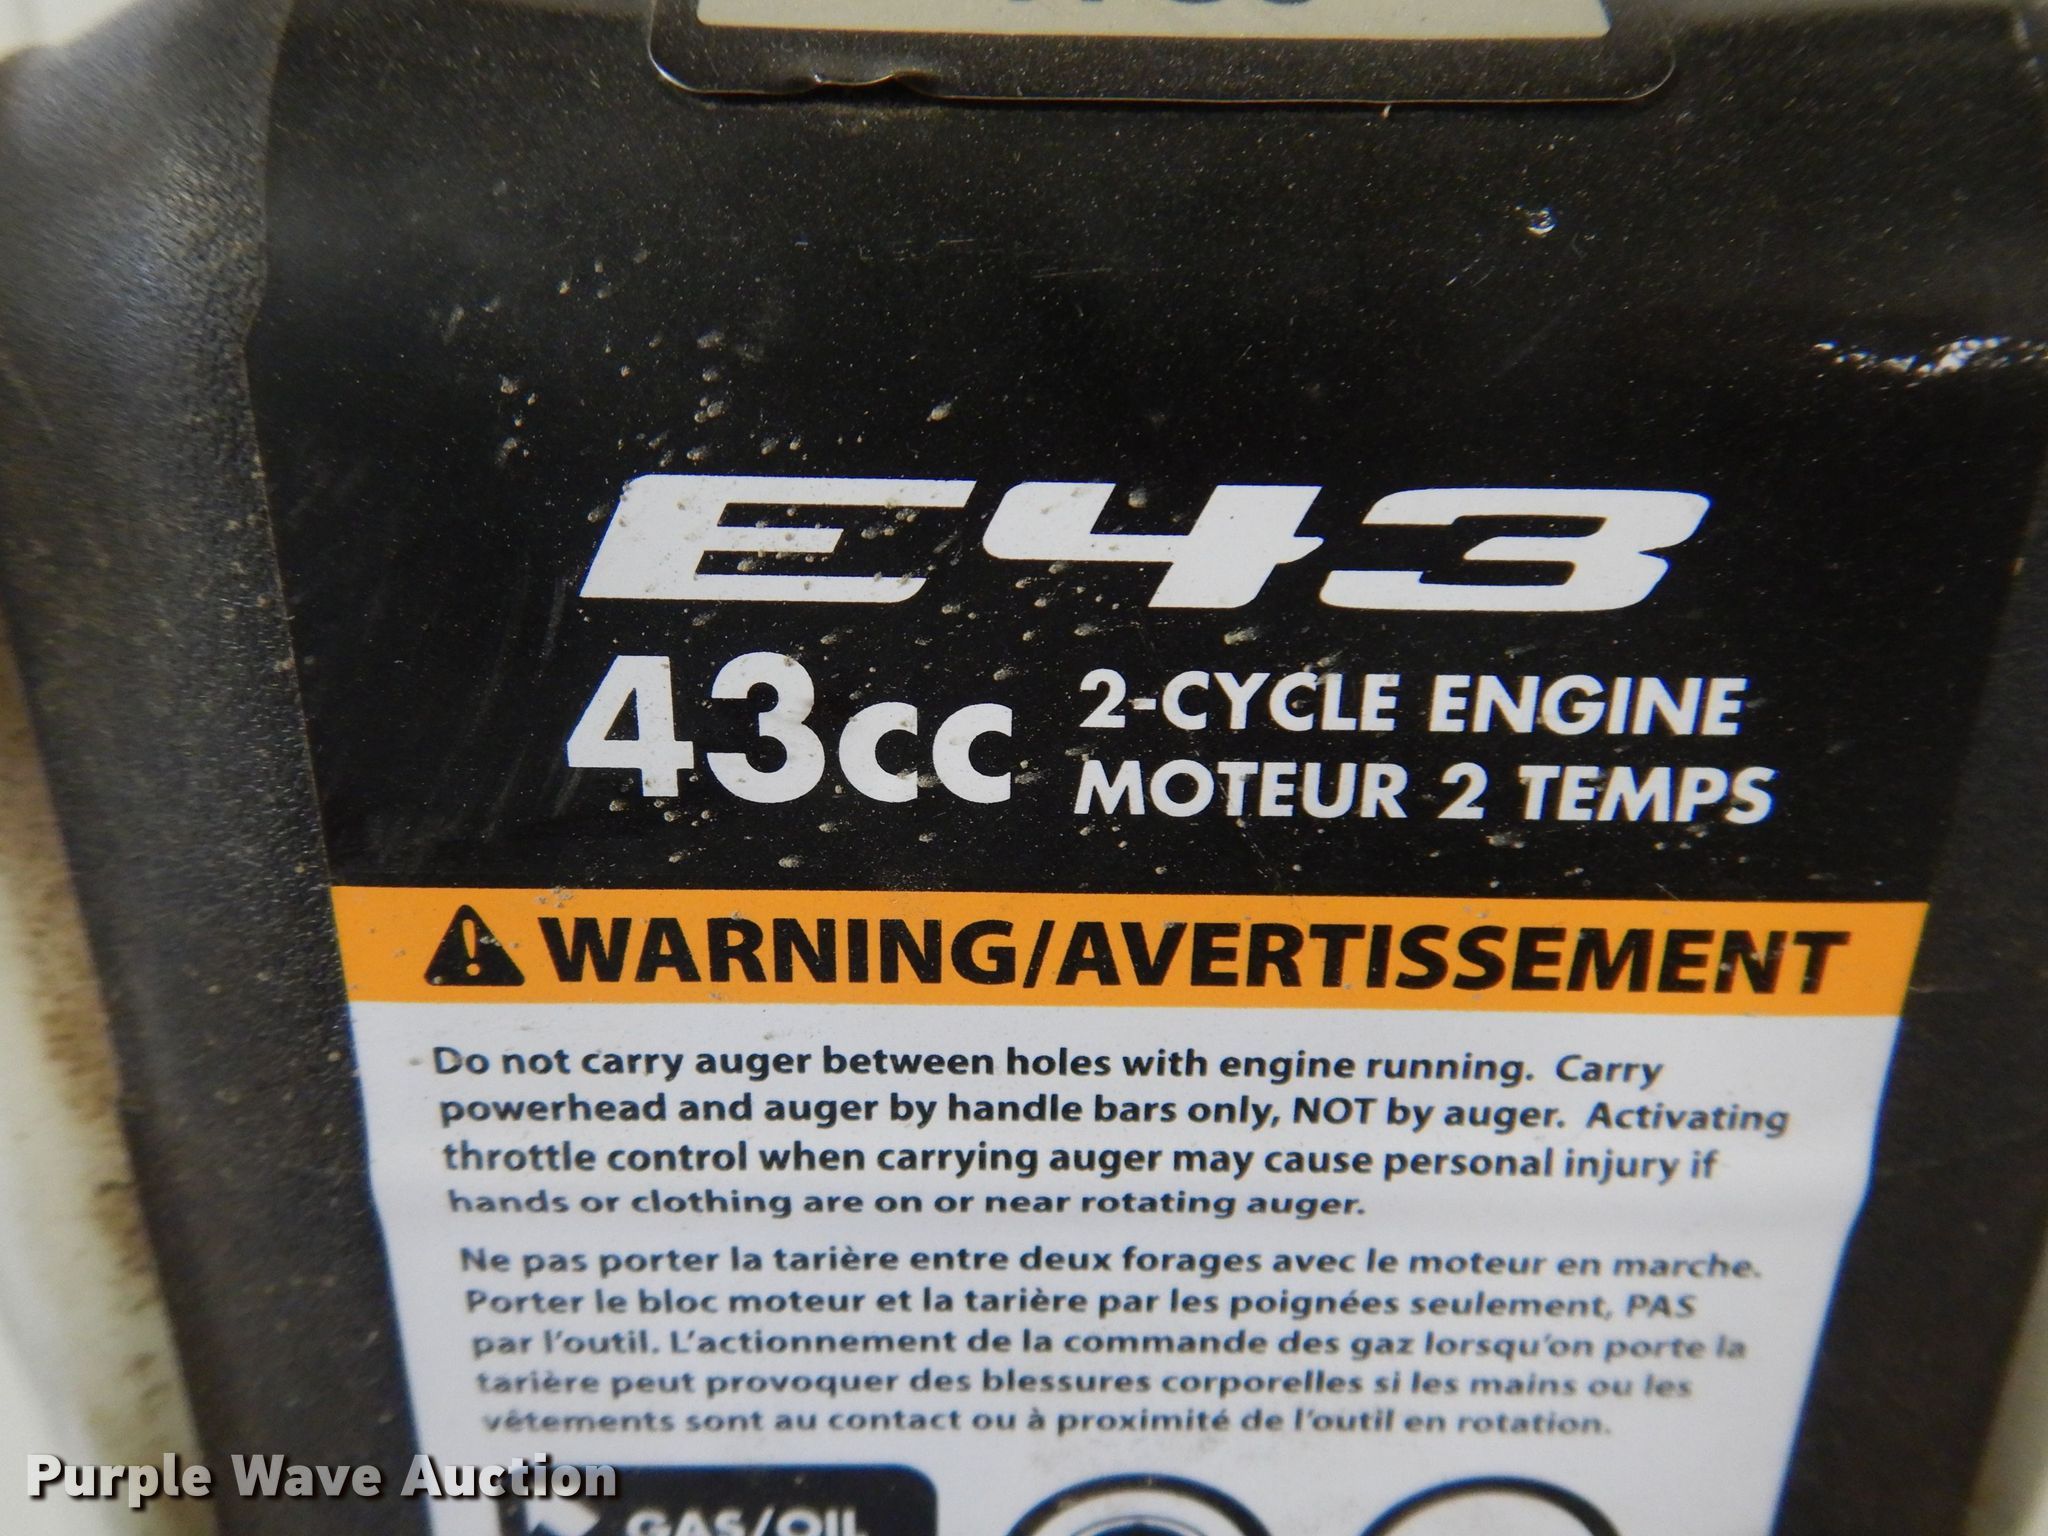 E43
43cc
2-CYCLE ENGINE
MOTEUR 2 TEMPS
WARNING/AVERTISSEMENT
Do not carry auger between holes with engine running. Carry
powerhead and auger by handle bars only, NOT by auger. Activating
throttle control when carrying auger may cause personal injury if
hands or clothing are on or near rotating auger.
Ne pas porter la tarière entre deux forages avec le moteur en marche.
Porter le bloc moteur et la tarière par les poignées seulement, PAS
par l'outil. L'actionnement de la commande des gaz lorsqu'on porte la
tarière peut provoquer des blessures corporelles si les mains ou les
vêtements sont au contact ou à proximité de l'outil en rotation.
GAS/OIL
Purple Wave Auction